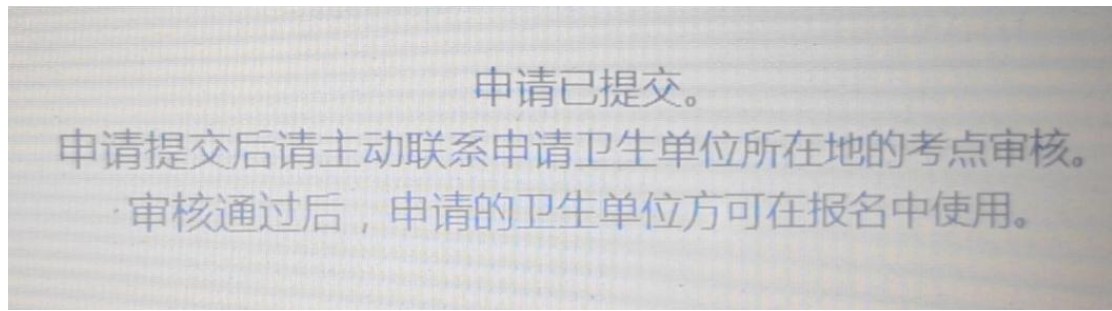 申请已提交。
申请提交后请主动联系申请卫生单位所在地的考点审核。
审核通过后，申请的卫生单位方可在报名中使用。